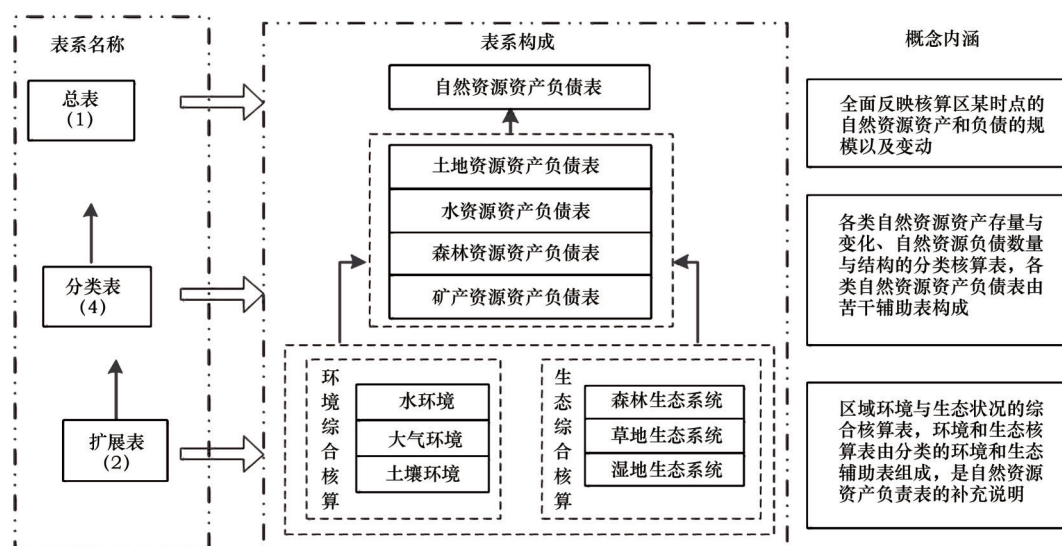 表系名称
总表
(1)
分类表
(4)
扩展表
(2)
表系构成
自然资源资产负债表
土地资源资产负债表
水资源资产负债表
森林资源资产负债表
矿产资源资产负债表
环境综合核算
水环境
大气环境
土壤环境
生态综合核算
森林生态系统
草地生态系统
湿地生态系统
概念内涵
全面反映核算区某时点的
自然资源资产和负债的规
模以及变动
各类自然资源资产存量与
变化、自然资源负债数量
与结构的分类核算表，各
类自然资源资产负债表由
苦干辅助表构成
区域环境与生态状况的综
合核算表，环境和生态核
算表由分类的环境和生态
辅助表组成，是自然资源
资产负责表的补充说明